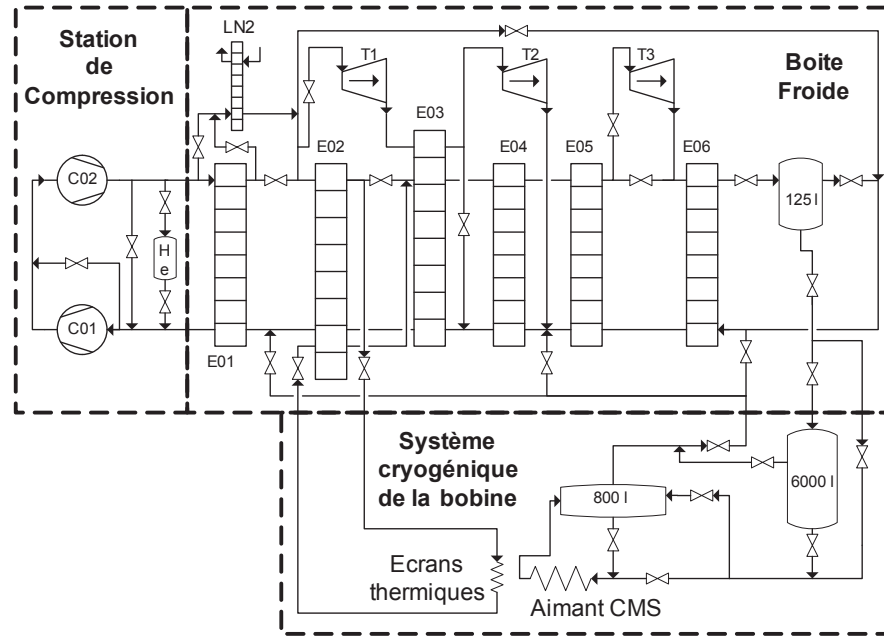 Station
de
Compression
LN2
T1
T2
T3
Boite
Froide
E03
E02
E04
E05
E06
C02
125 l
H
e
C01
E01
Système
cryogénique
de la bobine
800 l
6000 l
Ecrans
thermiques
Aimant CMS